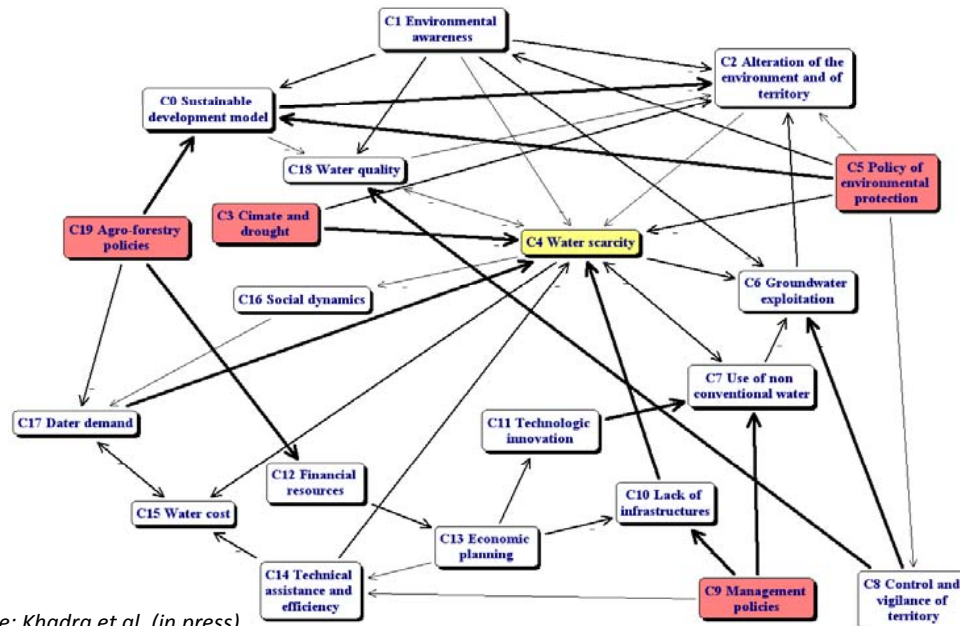 C1 Environmental
awareness
C2 Alteration of the
environment and of
territory
C0 Sustainable
development model
C18 Water quality
C5 Policy of
environmental
protection
C3 Cimate and
drought
C19 Agro-forestry
policies
C4 Water scarcity
C16 Social dynamics
C6 Groundwater
exploitation
C7 Use of non
conventional water
C17 Dater demand
C11 Technologic
innovation
C12 Financial
resources
C10 Lack of
infrastructures
C15 Water cost
C13 Economic
planning
C14 Technical
assistance and
efficiency
C9 Management
policies
C8 Control and
vigilance of
territory
e: Khadra et al. (in press)